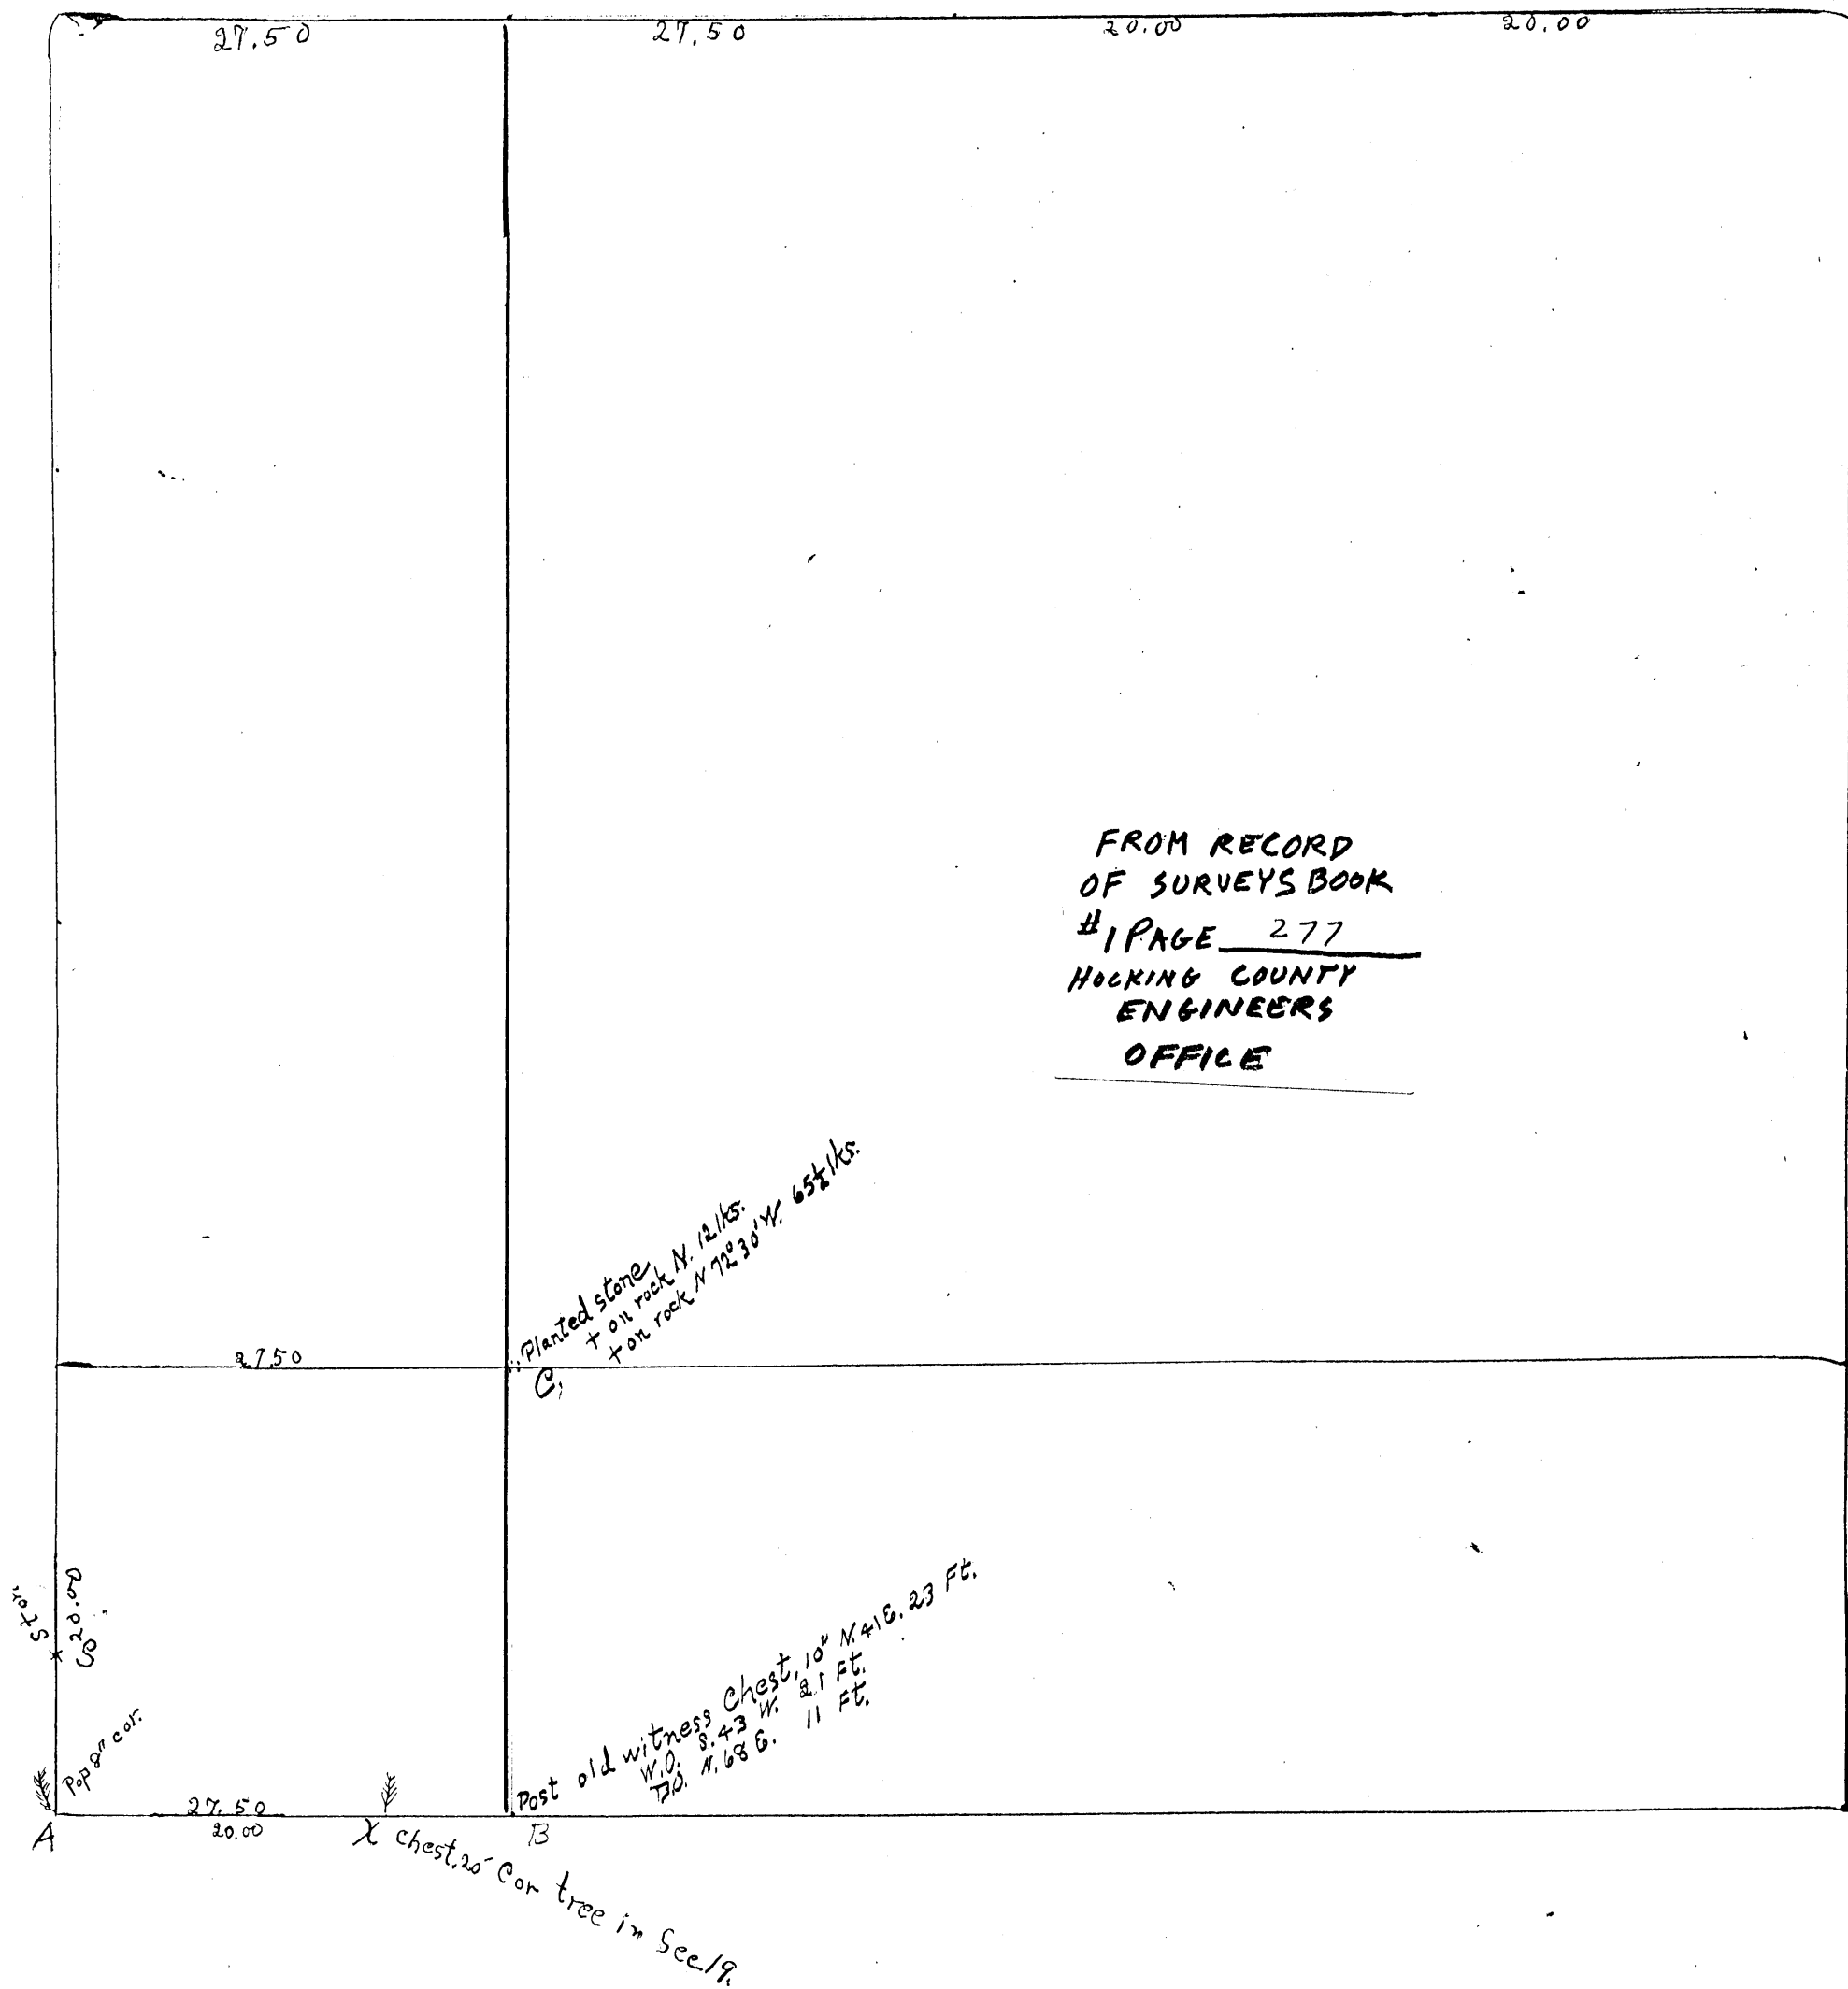 27.50 27.50 20.00 20.00
FROM RECORD
OF SURVEYS BOOK
#1 PAGE 277
HOCKING COUNTY
ENGINEERS
OFFICE
Planted stone
+ on rock N. 12 lks.
+ on rock N 72° 30' W. 65½ lks.
27.50
C,
S 20.00
Pop 8" cor.
Post old witness Chest, 10" N. 41 E. 23 Ft.
W.O. S. 43 W. 21 Ft.
B.O. N. 68 E. 11 Ft.
27.50
20.00
A
X Chest. 20" Cor tree in Sec 19.
B